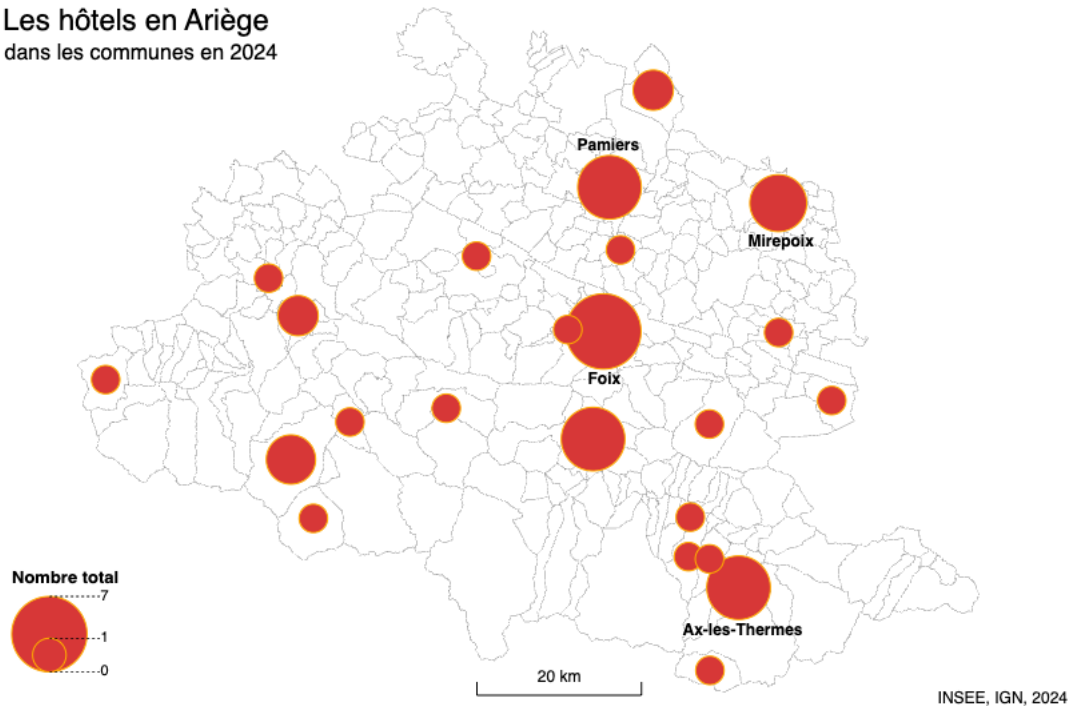 Les hôtels en Ariège
dans les communes en 2024
Pamiers
Mirepoix
Foix
Ax-les-Thermes
Nombre total
7
1
0
20 km
INSEE, IGN, 2024